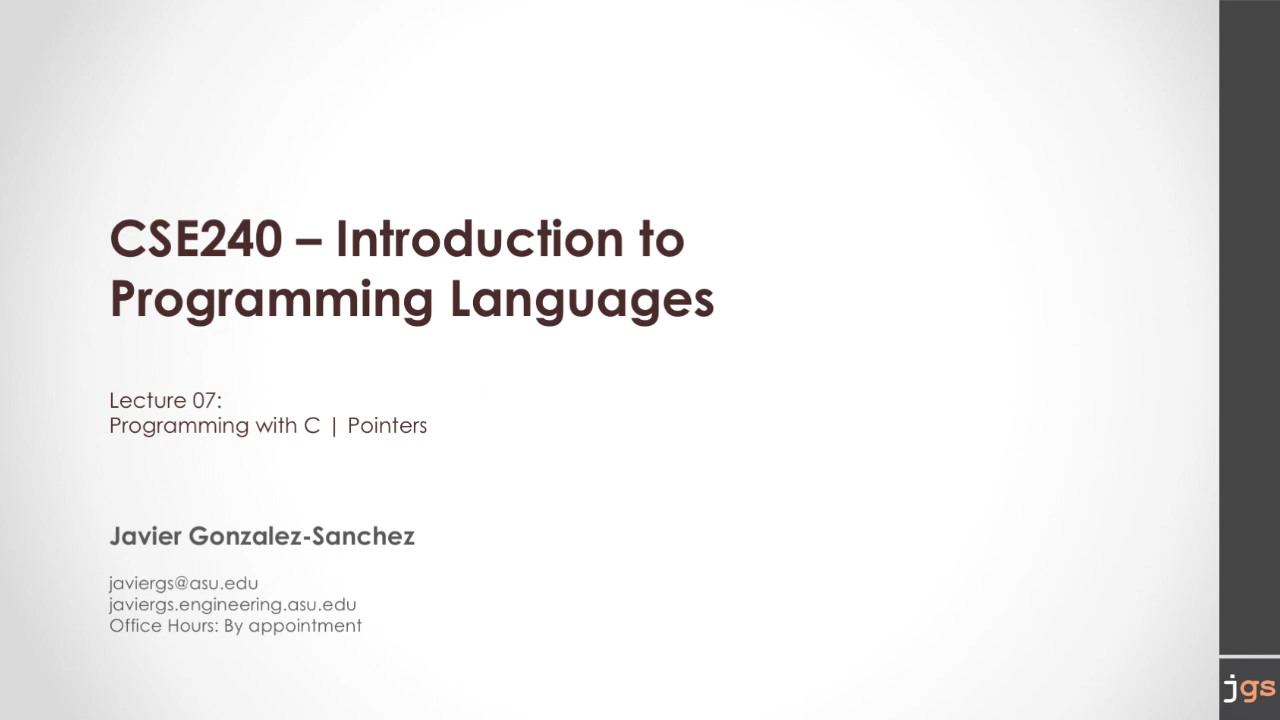 CSE240 – Introduction to
Programming Languages
Lecture 07:
Programming with C | Pointers
Javier Gonzalez-Sanchez
javiergs@asu.edu
javiergs.engineering.asu.edu
Office Hours: By appointment
jgs